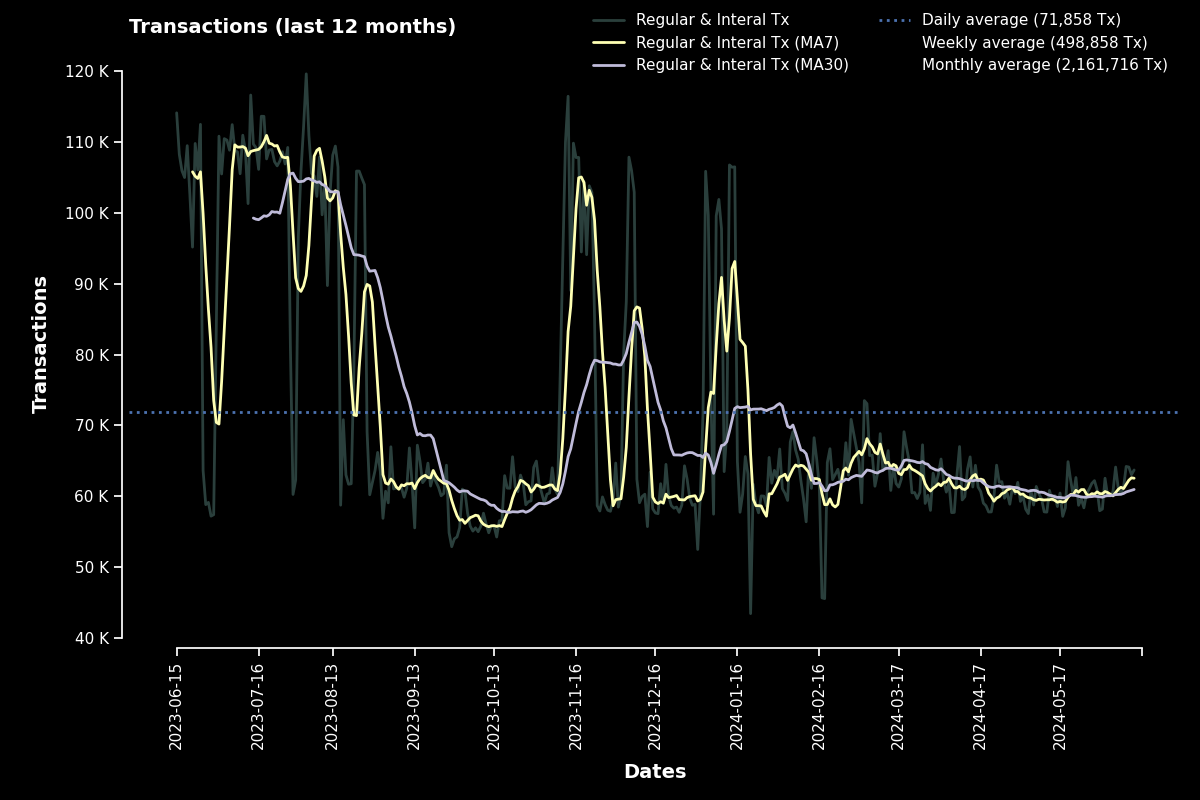 Transactions (last 12 months)
Regular & Interal Tx
Regular & Interal Tx (MA7)
Regular & Interal Tx (MA30)
Daily average (71,858 Tx)
Weekly average (498,858 Tx)
Monthly average (2,161,716 Tx)
Transactions
120 K
110 K
100 K
90 K
80 K
70 K
60 K
50 K
40 K
2023-06-15
2023-07-16
2023-08-13
2023-09-13
2023-10-13
2023-11-16
2023-12-16
2024-01-16
2024-02-16
2024-03-17
2024-04-17
2024-05-17
Dates